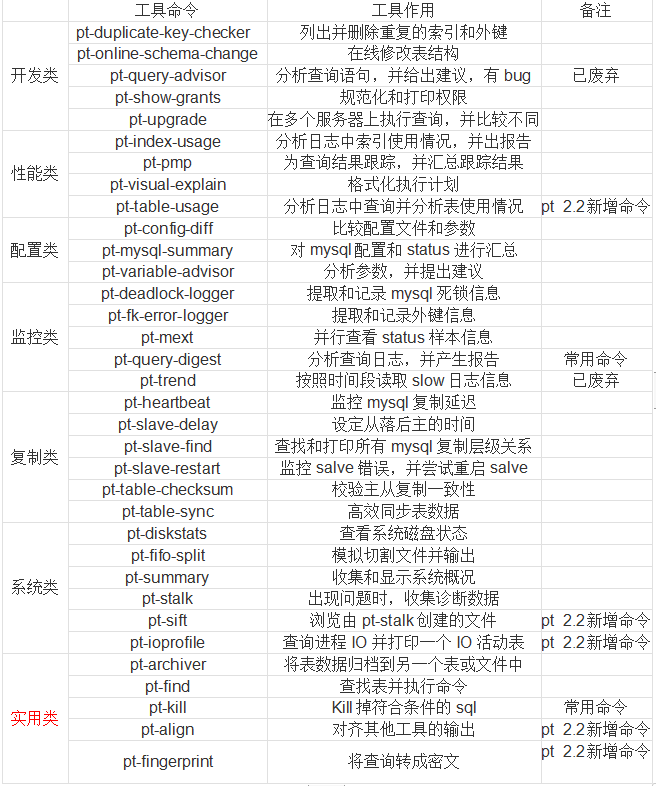 工具命令 工具作用 备注
pt-duplicate-key-checker 列出并删除重复的索引和外键
pt-online-schema-change 在线修改表结构
开发类 pt-query-advisor 分析查询语句，并给出建议，有 bug 已废弃
pt-show-grants 规范化和打印权限
pt-upgrade 在多个服务器上执行查询，并比较不同
pt-index-usage 分析日志中索引使用情况，并出报告
性能类 pt-pmp 为查询结果跟踪，并汇总跟踪结果
pt-visual-explain 格式化执行计划
pt-table-usage 分析日志中查询并分析表使用情况 pt 2.2新增命令
pt-config-diff 比较配置文件和参数
配置类 pt-mysql-summary 对 mysql 配置和 status 进行汇总
pt-variable-advisor 分析参数，并提出建议
pt-deadlock-logger 提取和记录 mysql 死锁信息
pt-fk-error-logger 提取和记录外键信息
监控类 pt-mext 并行查看 status 样本信息
pt-query-digest 分析查询日志，并产生报告 常用命令
pt-trend 按照时间段读取 slow 日志信息 已废弃
pt-heartbeat 监控 mysql 复制延迟
pt-slave-delay 设定从落后主的时间
复制类 pt-slave-find 查找和打印所有 mysql 复制层级关系
pt-slave-restart 监控 salve 错误，并尝试重启 salve
pt-table-checksum 校验主从复制一致性
pt-table-sync 高效同步表数据
pt-diskstats 查看系统磁盘状态
pt-fifo-split 模拟切割文件并输出
系统类 pt-summary 收集和显示系统概况
pt-stalk 出现问题时，收集诊断数据
pt-sift 浏览由 pt-stalk 创建的文件 pt 2.2新增命令
pt-ioprofile 查询进程 IO 并打印一个 IO 活动表 pt 2.2新增命令
pt-archiver 将表数据归档到另一个表或文件中
pt-find 查找表并执行命令
实用类 pt-kill Kill 掉符合条件的 sql 常用命令
pt-align 对齐其他工具的输出 pt 2.2新增命令
pt-fingerprint 将查询转成密文 pt 2.2新增命令